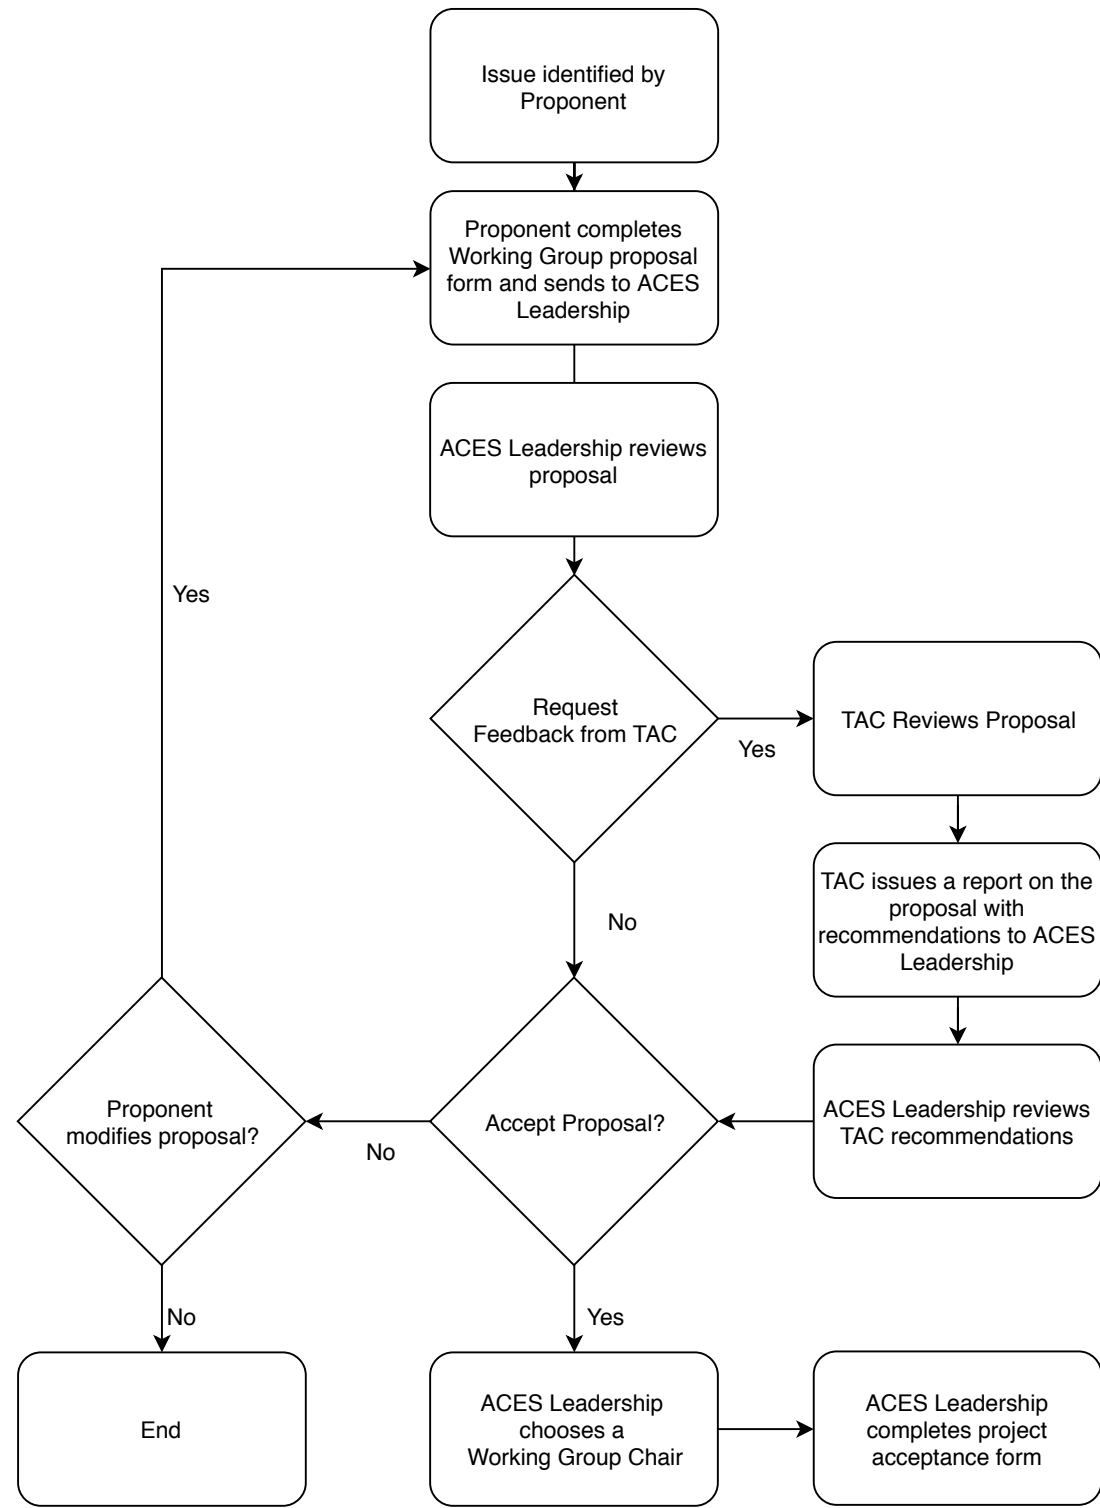 Issue identified by
Proponent
Proponent completes
Working Group proposal
form and sends to ACES
Leadership
ACES Leadership reviews
proposal
Yes
Request
Feedback from TAC
Yes
TAC Reviews Proposal
No
TAC issues a report on the
proposal with
recommendations to ACES
Leadership
Proponent
modifies proposal?
No
Accept Proposal?
ACES Leadership reviews
TAC recommendations
No
Yes
End
ACES Leadership
chooses a
Working Group Chair
ACES Leadership
completes project
acceptance form